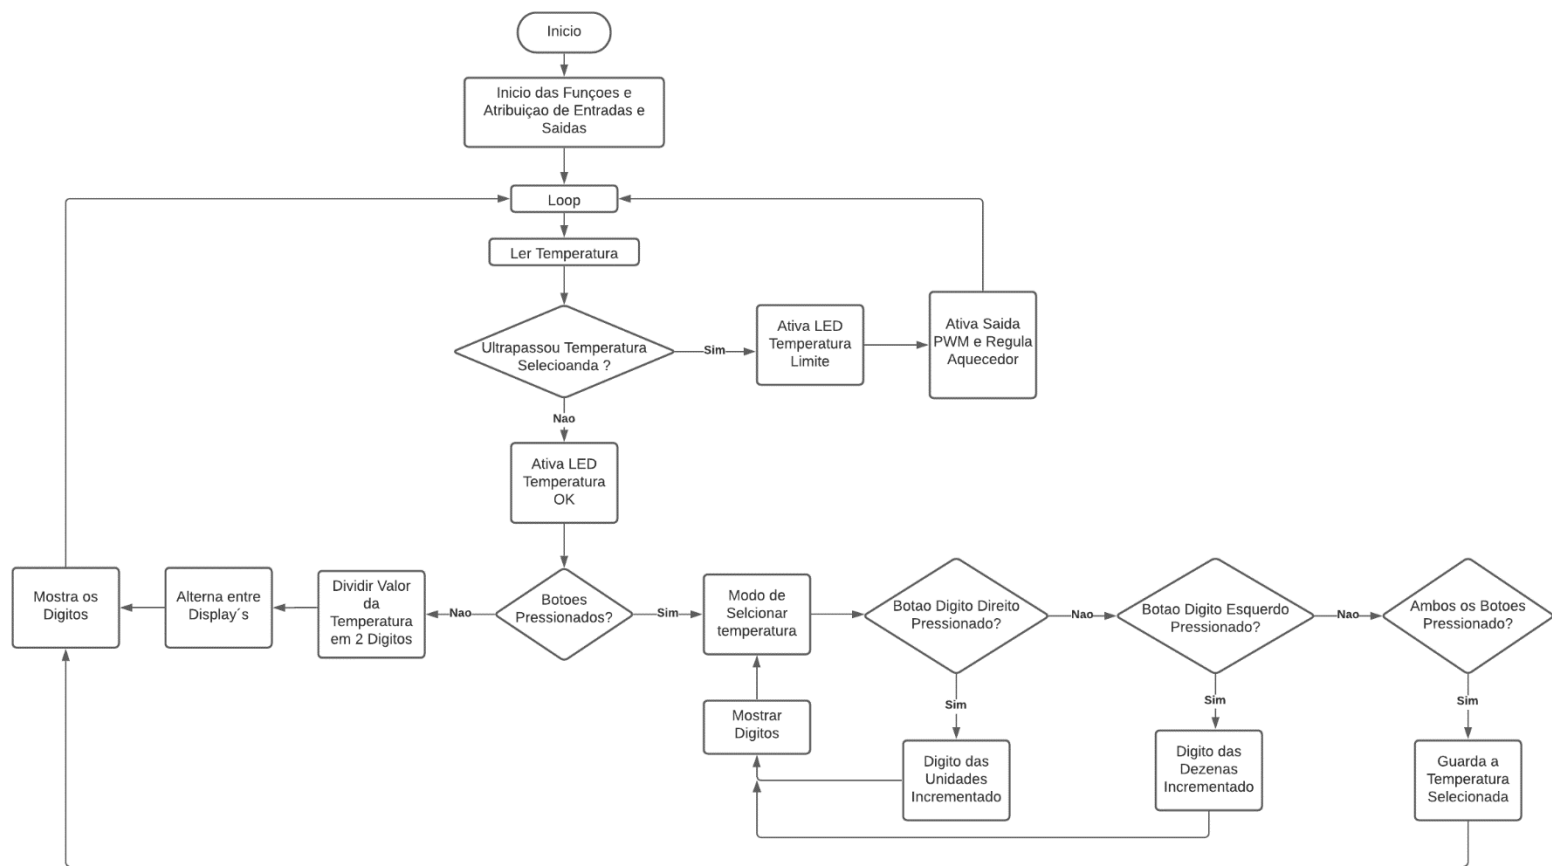 Inicio
Inicio das Funçoes e
Atribuiçao de Entradas e
Saidas
Loop
Ler Temperatura
Ultrapassou Temperatura
Selecioanda ?
Sim
Ativa LED
Temperatura
Limite
Ativa Saida
PWM e Regula
Aquecedor
Nao
Ativa LED
Temperatura
OK
Botoes
Pressionados?
Nao
Dividir Valor
da
Temperatura
em 2 Digitos
Alterna entre
Display´s
Mostra os
Digitos
Sim
Modo de
Selcionar
temperatura
Botao Digito Direito
Pressionado?
Nao
Botao Digito Esquerdo
Pressionado?
Nao
Ambos os Botoes
Pressionado?
Sim
Sim
Sim
Mostrar
Digitos
Digito das
Unidades
Incrementado
Digito das
Dezenas
Incrementado
Guarda a
Temperatura
Selecionada